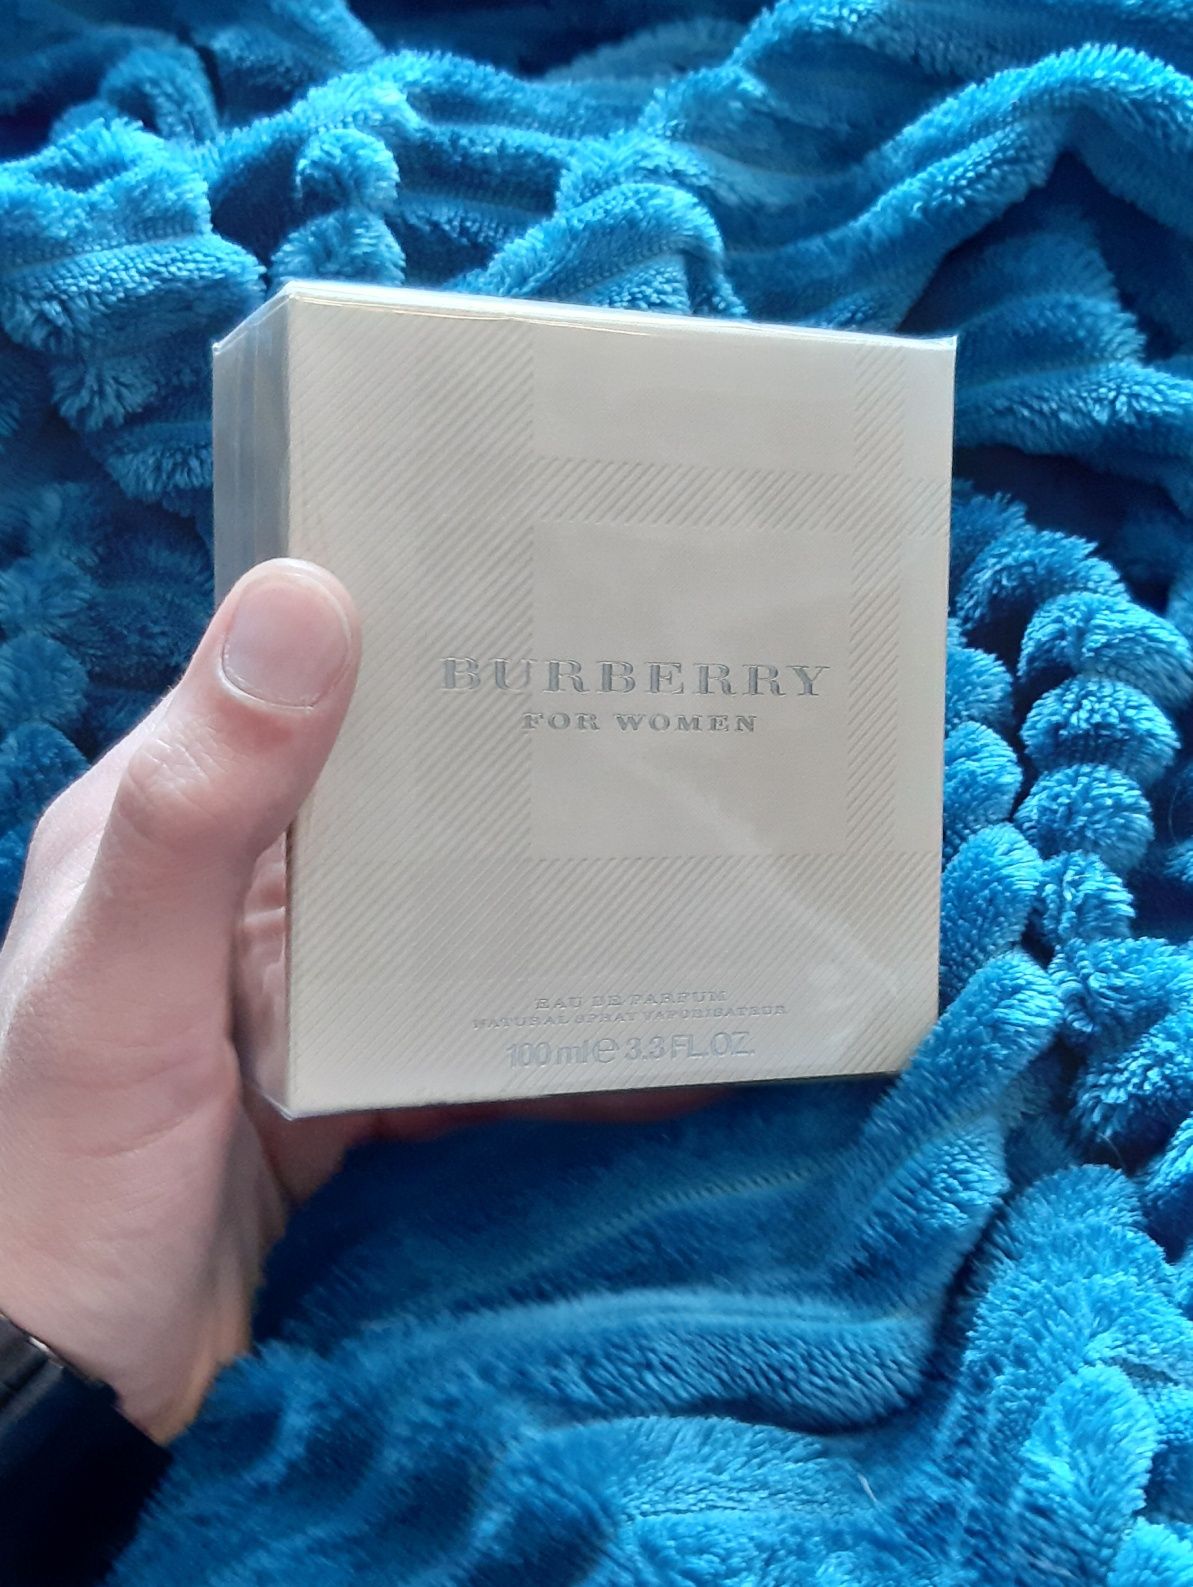 BURBERRY
FOR WOMEN
EAU DE PARFUM
NATURAL SPRAY VAPORISATEUR
100 ml ℮ 3.3 FL.OZ.